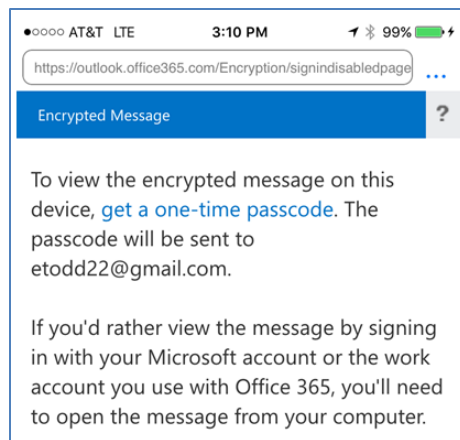 AT&T LTE 3:10 PM 99%
https://outlook.office365.com/Encryption/signindisabledpage ...
Encrypted Message ?
To view the encrypted message on this
device, get a one-time passcode. The
passcode will be sent to
etodd22@gmail.com.
If you'd rather view the message by signing
in with your Microsoft account or the work
account you use with Office 365, you'll need
to open the message from your computer.